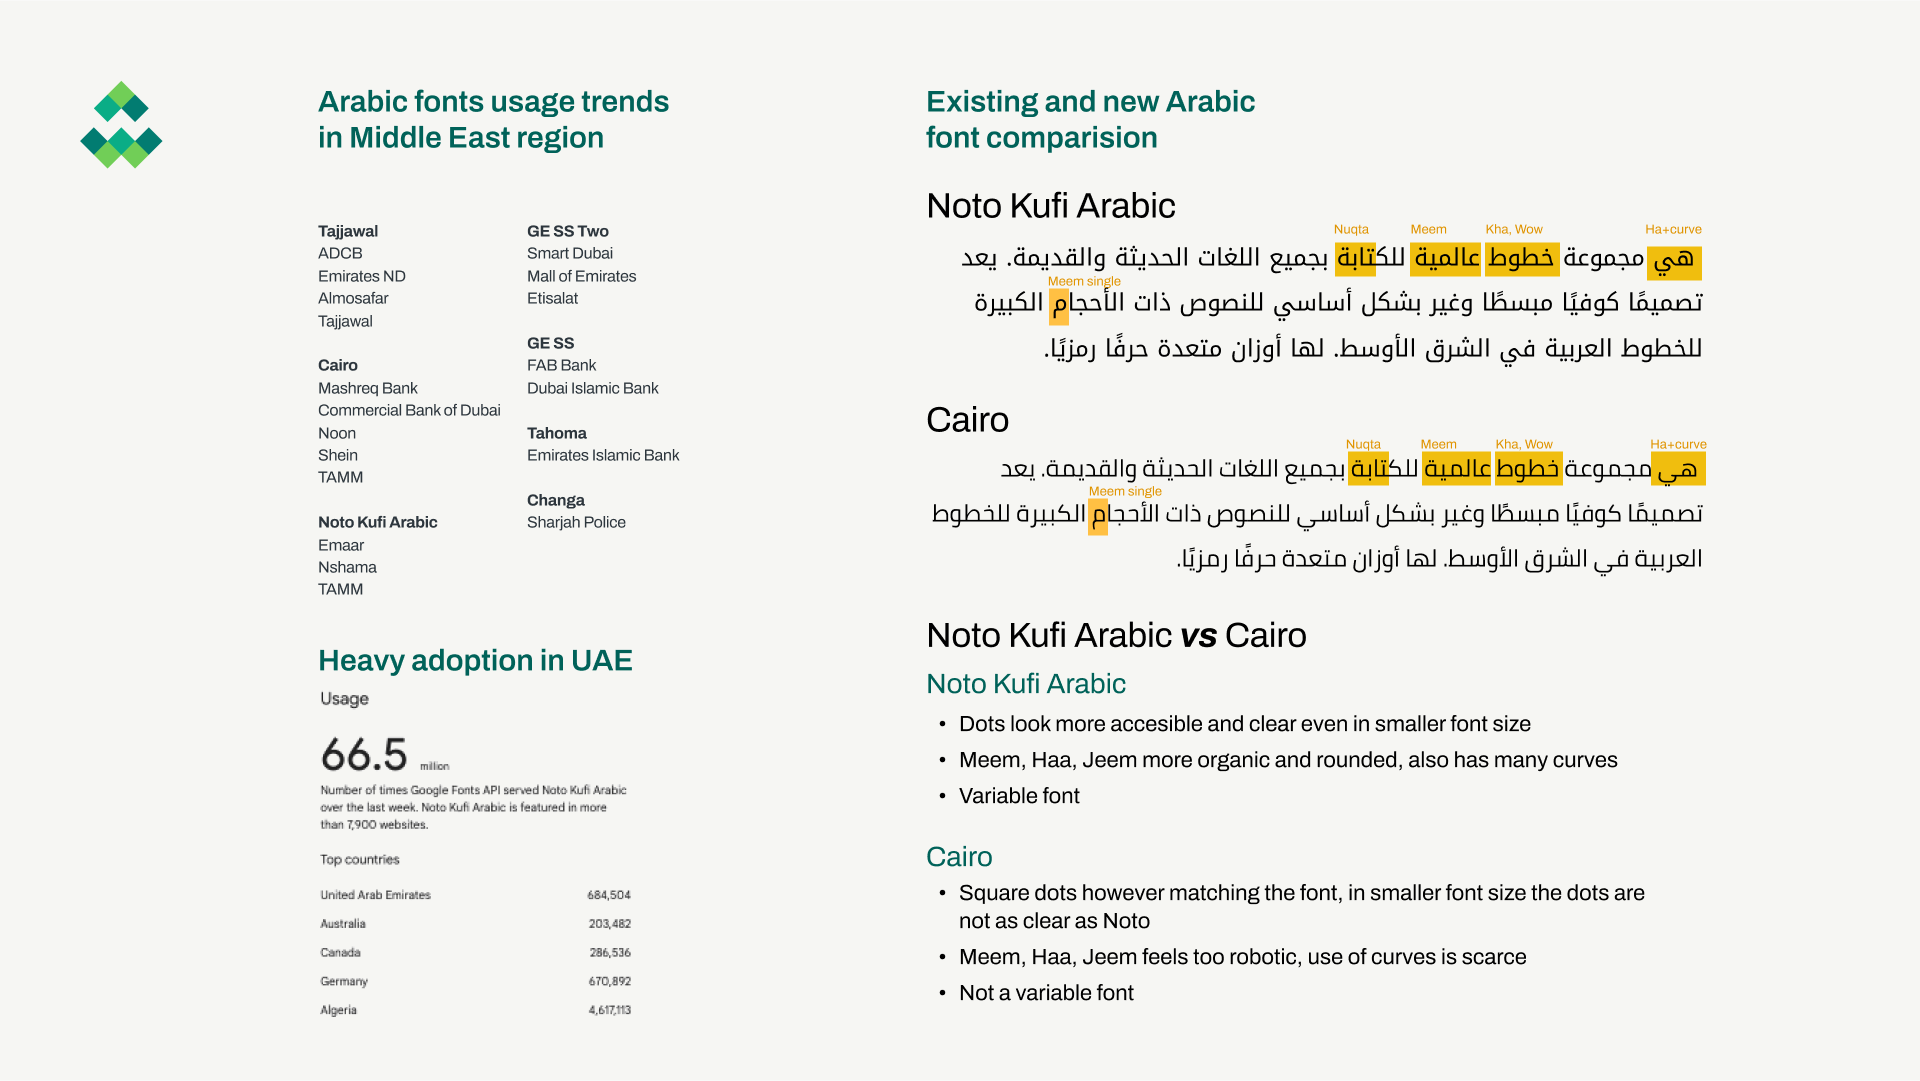 Arabic fonts usage trends
in Middle East region
Tajjawal
ADCB
Emirates ND
Almosafar
Tajjawal
Cairo
Mashreq Bank
Commercial Bank of Dubai
Noon
Shein
TAMM
Noto Kufi Arabic
Emaar
Nshama
TAMM
GE SS Two
Smart Dubai
Mall of Emirates
Etisalat
GE SS
FAB Bank
Dubai Islamic Bank
Tahoma
Emirates Islamic Bank
Changa
Sharjah Police
Heavy adoption in UAE
Usage
66.5 million
Number of times Google Fonts API served Noto Kufi Arabic
over the last week. Noto Kufi Arabic is featured in more
than 7,900 websites.
Top countries
United Arab Emirates 684,504
Australia 203,482
Canada 286,536
Germany 670,892
Algeria 4,617,113
Existing and new Arabic
font comparision
Noto Kufi Arabic
Nuqta Meem Kha, Wow Ha+curve
هي مجموعة خطوط عالمية للكتابة بجميع اللغات الحديثة والقديمة. يعد
Meem single
تصميمًا كوفيًا مبسطًا وغير بشكل أساسي للنصوص ذات الأحجام الكبيرة
للخطوط العربية في الشرق الأوسط. لها أوزان متعدة حرفًا رمزيًا.
Cairo
Nuqta Meem Kha, Wow Ha+curve
هي مجموعة خطوط عالمية للكتابة بجميع اللغات الحديثة والقديمة. يعد
Meem single
تصميمًا كوفيًا مبسطًا وغير بشكل أساسي للنصوص ذات الأحجام الكبيرة للخطوط
العربية في الشرق الأوسط. لها أوزان متعدة حرفًا رمزيًا.
Noto Kufi Arabic vs Cairo
Noto Kufi Arabic
• Dots look more accesible and clear even in smaller font size
• Meem, Haa, Jeem more organic and rounded, also has many curves
• Variable font
Cairo
• Square dots however matching the font, in smaller font size the dots are
not as clear as Noto
• Meem, Haa, Jeem feels too robotic, use of curves is scarce
• Not a variable font